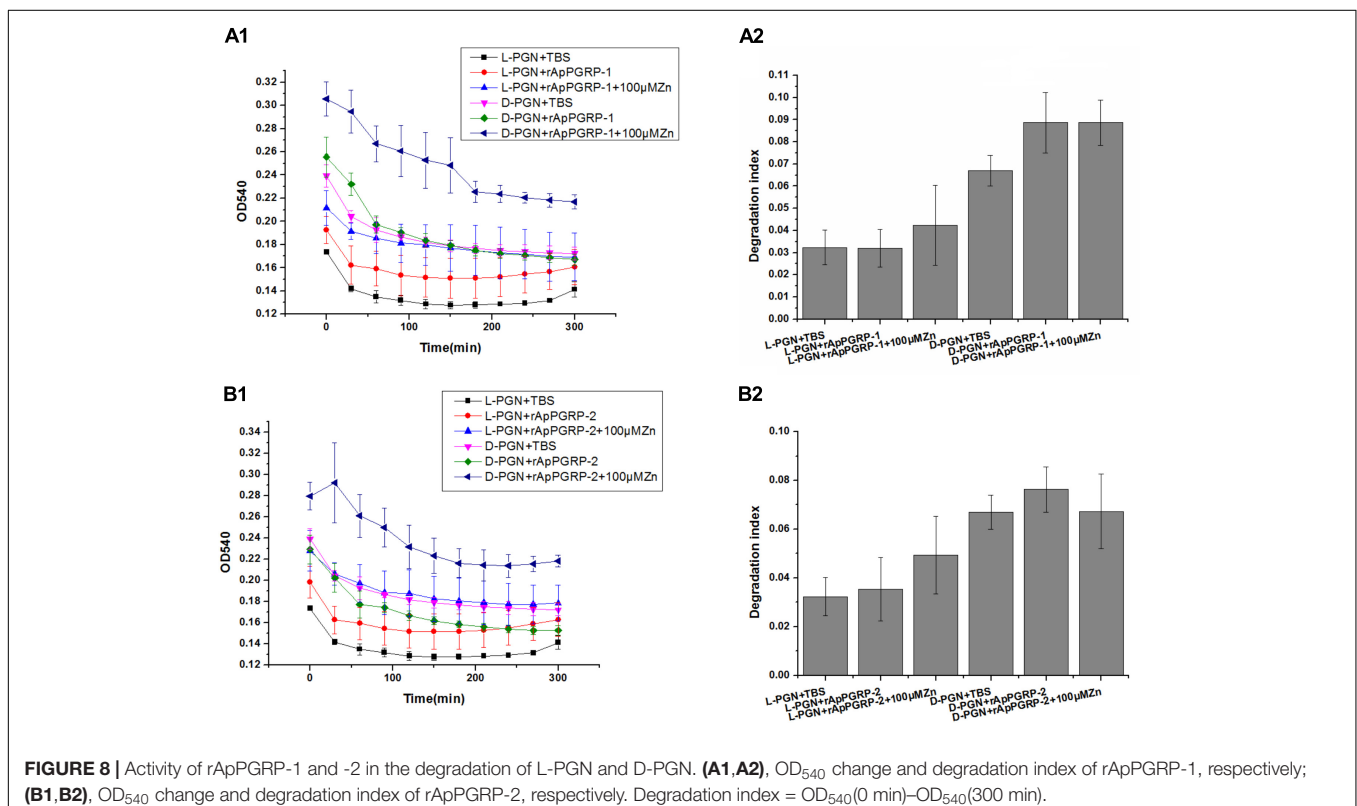 A1
L-PGN+TBS
L-PGN+rApPGRP-1
L-PGN+rApPGRP-1+100µMZn
D-PGN+TBS
D-PGN+rApPGRP-1
D-PGN+rApPGRP-1+100µMZn
OD540
0.32
0.30
0.28
0.26
0.24
0.22
0.20
0.18
0.16
0.14
0.12
0
100
200
300
Time(min)
A2
Degradation index
0.11
0.10
0.09
0.08
0.07
0.06
0.05
0.04
0.03
0.02
0.01
0.00
L-PGN+TBS
L-PGN+rApPGRP-1
L-PGN+rApPGRP-1+100µMZn
D-PGN+TBS
D-PGN+rApPGRP-1
D-PGN+rApPGRP-1+100µMZn
B1
L-PGN+TBS
L-PGN+rApPGRP-2
L-PGN+rApPGRP-2+100µMZn
D-PGN+TBS
D-PGN+rApPGRP-2
D-PGN+rApPGRP-2+100µMZn
OD540
0.34
0.32
0.30
0.28
0.26
0.24
0.22
0.20
0.18
0.16
0.14
0.12
0
100
200
300
Time(min)
B2
Degradation index
0.10
0.08
0.06
0.04
0.02
0.00
L-PGN+TBS
L-PGN+rApPGRP-2
L-PGN+rApPGRP-2+100µMZn
D-PGN+TBS
D-PGN+rApPGRP-2
D-PGN+rApPGRP-2+100µMZn
FIGURE 8 | Activity of rApPGRP-1 and -2 in the degradation of L-PGN and D-PGN. (A1,A2), OD540 change and degradation index of rApPGRP-1, respectively;
(B1,B2), OD540 change and degradation index of rApPGRP-2, respectively. Degradation index = OD540(0 min)–OD540(300 min).